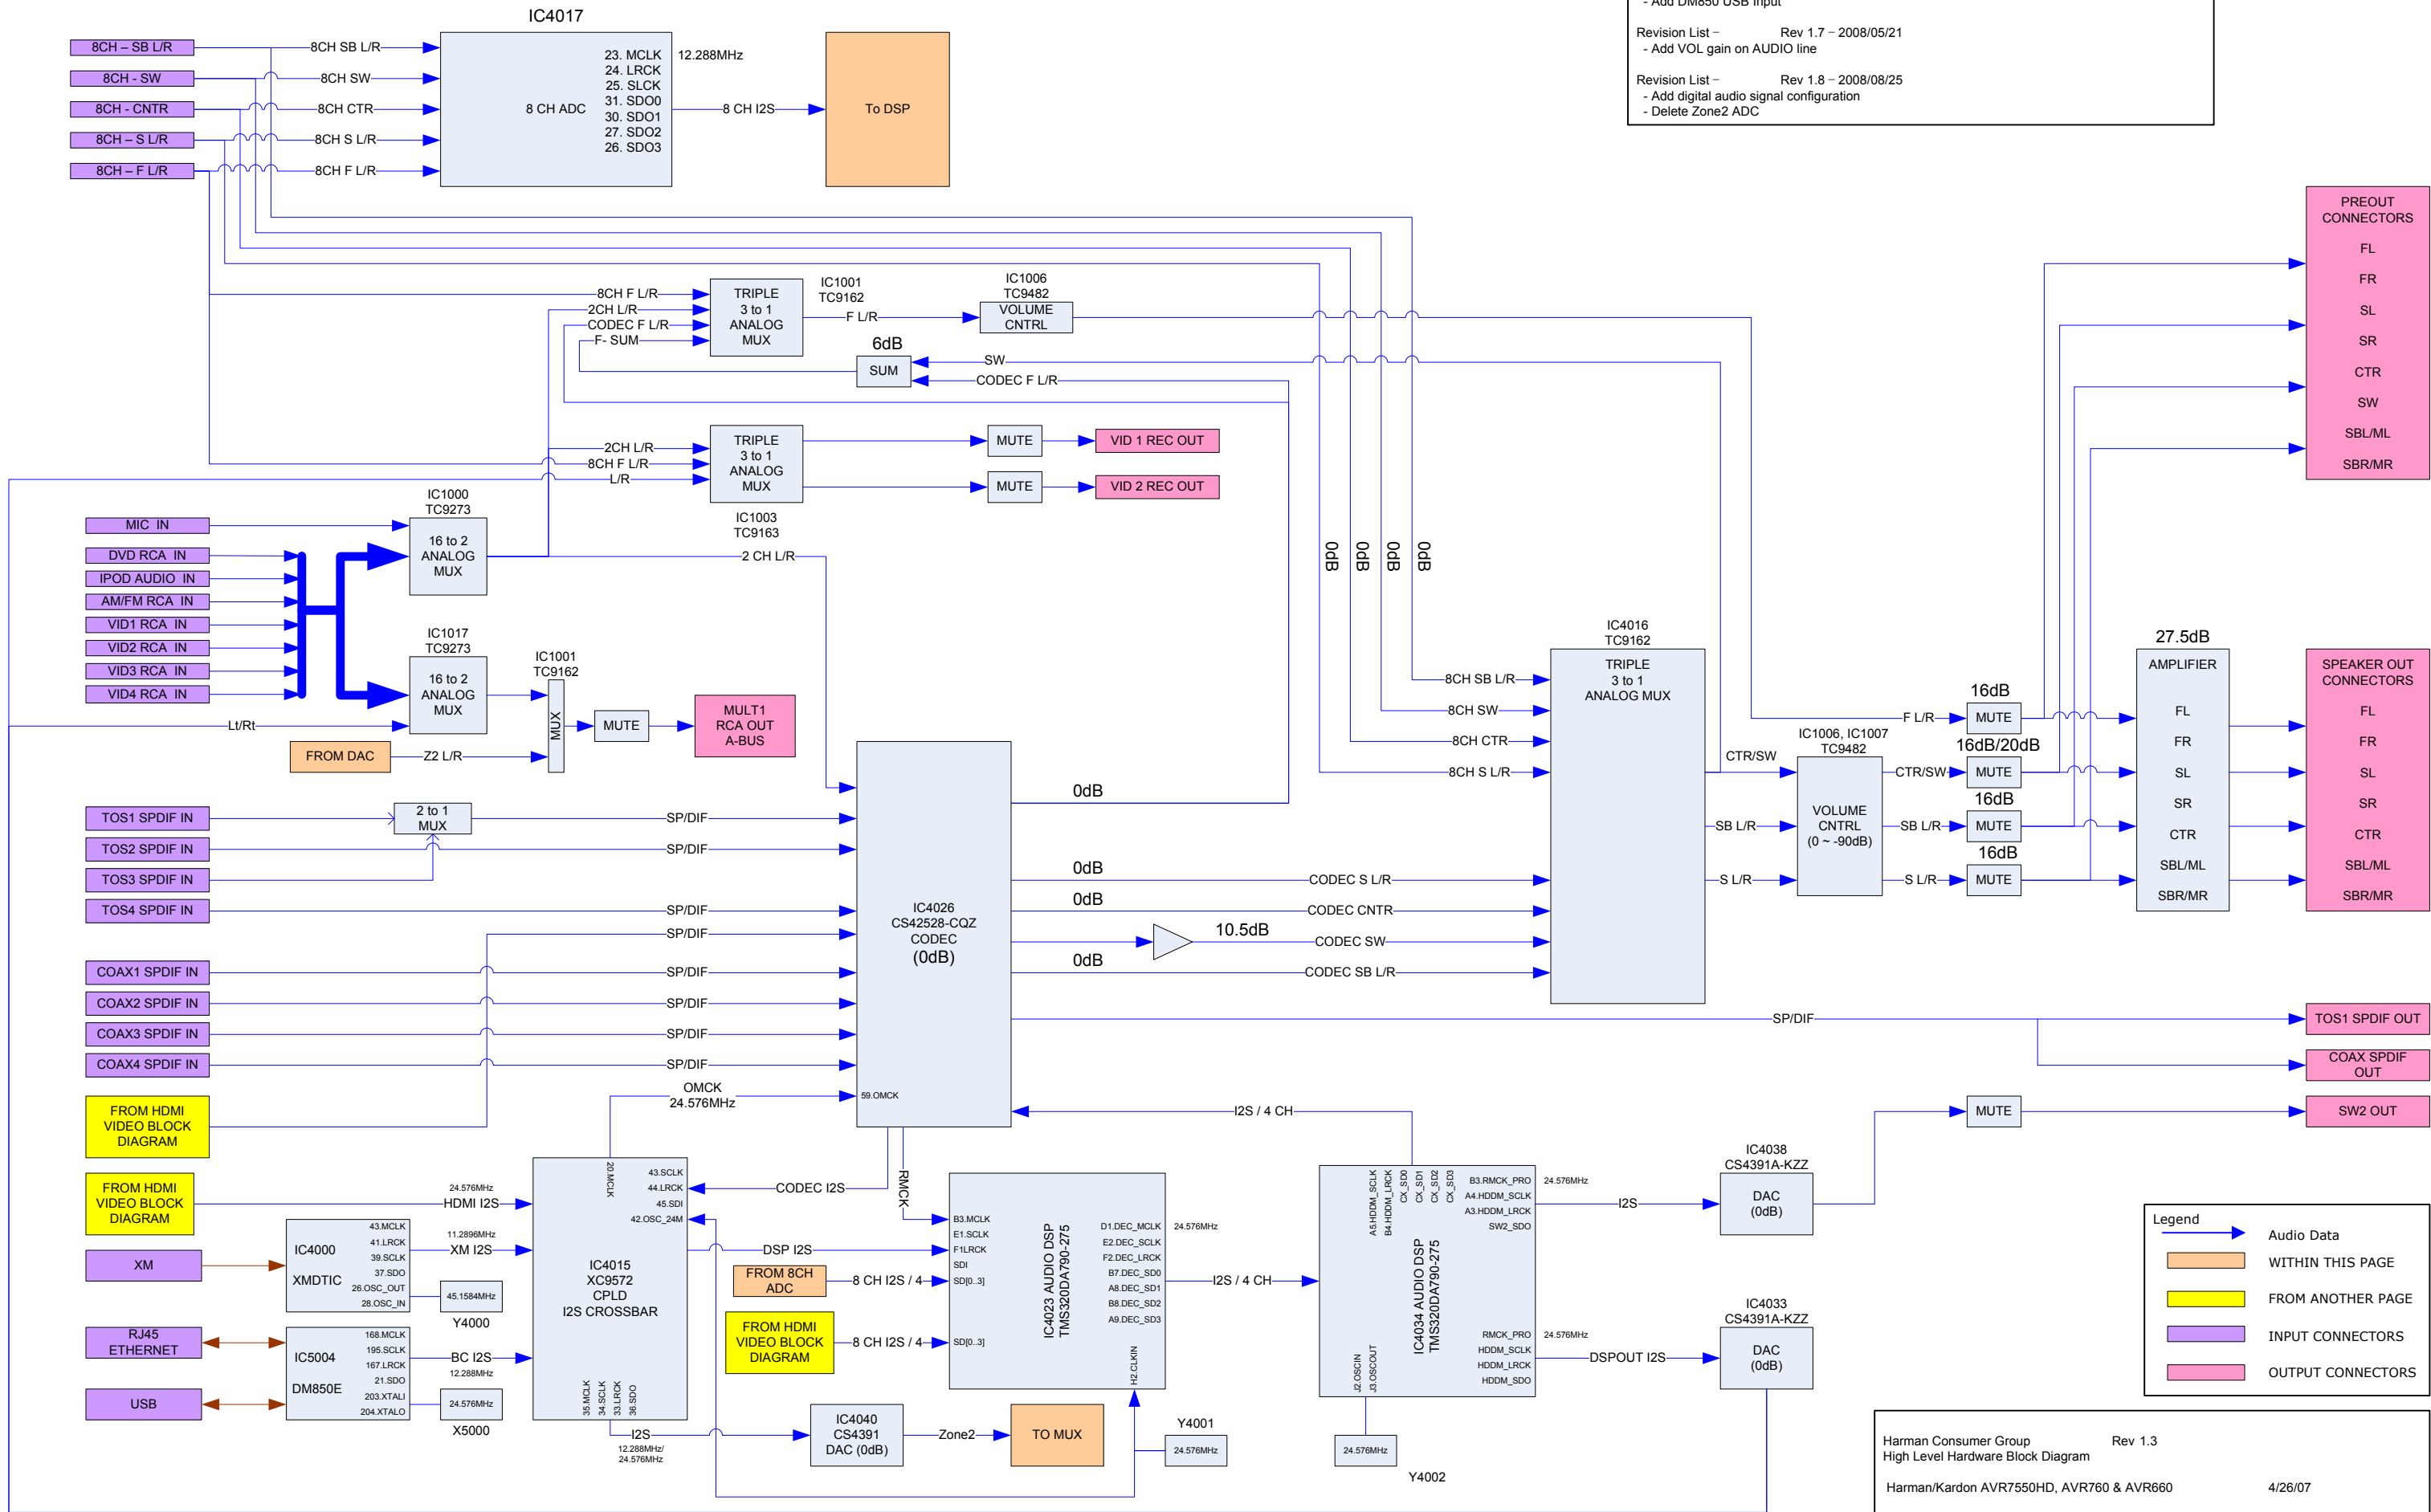 - Add DM850 USB Input
Revision List – Rev 1.7 – 2008/05/21
- Add VOL gain on AUDIO line
Revision List – Rev 1.8 – 2008/08/25
- Add digital audio signal configuration
- Delete Zone2 ADC
IC4017
8CH – SB L/R
8CH - SW
8CH - CNTR
8CH – S L/R
8CH – F L/R
8CH SB L/R
8CH SW
8CH CTR
8CH S L/R
8CH F L/R
8 CH ADC
23. MCLK
24. LRCK
25. SLCK
31. SDO0
30. SDO1
27. SDO2
26. SDO3
12.288MHz
8 CH I2S
To DSP
PREOUT
CONNECTORS
FL
FR
SL
SR
CTR
SW
SBL/ML
SBR/MR
8CH F L/R
2CH L/R
CODEC F L/R
F- SUM
TRIPLE
3 to 1
ANALOG
MUX
IC1001
TC9162
F L/R
IC1006
TC9482
VOLUME
CNTRL
6dB
SUM
SW
CODEC F L/R
2CH L/R
8CH F L/R
L/R
TRIPLE
3 to 1
ANALOG
MUX
IC1003
TC9163
MUTE
VID 1 REC OUT
MUTE
VID 2 REC OUT
MIC IN
DVD RCA IN
IPOD AUDIO IN
AM/FM RCA IN
VID1 RCA IN
VID2 RCA IN
VID3 RCA IN
VID4 RCA IN
IC1000
TC9273
16 to 2
ANALOG
MUX
2 CH L/R
IC1017
TC9273
16 to 2
ANALOG
MUX
Lt/Rt
FROM DAC
Z2 L/R
IC1001
TC9162
MUX
MUTE
MULT1
RCA OUT
A-BUS
0dB
0dB
0dB
0dB
IC4016
TC9162
TRIPLE
3 to 1
ANALOG MUX
8CH SB L/R
8CH SW
8CH CTR
8CH S L/R
CTR/SW
SB L/R
S L/R
IC1006, IC1007
TC9482
VOLUME
CNTRL
(0 ~ -90dB)
F L/R
CTR/SW
SB L/R
S L/R
16dB
MUTE
16dB/20dB
MUTE
16dB
MUTE
16dB
MUTE
27.5dB
AMPLIFIER
FL
FR
SL
SR
CTR
SBL/ML
SBR/MR
SPEAKER OUT
CONNECTORS
FL
FR
SL
SR
CTR
SBL/ML
SBR/MR
TOS1 SPDIF IN
TOS2 SPDIF IN
TOS3 SPDIF IN
TOS4 SPDIF IN
2 to 1
MUX
SP/DIF
SP/DIF
SP/DIF
SP/DIF
COAX1 SPDIF IN
COAX2 SPDIF IN
COAX3 SPDIF IN
COAX4 SPDIF IN
SP/DIF
SP/DIF
SP/DIF
SP/DIF
OMCK
24.576MHz
59.OMCK
IC4026
CS42528-CQZ
CODEC
(0dB)
0dB
0dB
CODEC S L/R
0dB
CODEC CNTR
10.5dB
CODEC SW
0dB
CODEC SB L/R
SP/DIF
TOS1 SPDIF OUT
COAX SPDIF
OUT
MUTE
SW2 OUT
FROM HDMI
VIDEO BLOCK
DIAGRAM
FROM HDMI
VIDEO BLOCK
DIAGRAM
24.576MHz
HDMI I2S
XM
IC4000
XMDTIC
43.MCLK
41.LRCK
39.SCLK
37.SDO
26.OSC_OUT
28.OSC_IN
11.2896MHz
XM I2S
45.1584MHz
Y4000
RJ45
ETHERNET
USB
IC5004
DM850E
168.MCLK
195.SCLK
167.LRCK
21.SDO
203.XTALI
204.XTALO
BC I2S
12.288MHz
24.576MHz
X5000
20.MCLK
43.SCLK
44.LRCK
45.SDI
42.OSC_24M
IC4015
XC9572
CPLD
I2S CROSSBAR
35.MCLK
34.SCLK
33.LRCK
36.SDO
CODEC I2S
RMCK
DSP I2S
FROM 8CH
ADC
8 CH I2S / 4
FROM HDMI
VIDEO BLOCK
DIAGRAM
8 CH I2S / 4
B3.MCLK
E1.SCLK
F1LRCK
SDI
SD[0..3]
SD[0..3]
IC4023 AUDIO DSP
TMS320DA790-275
D1.DEC_MCLK
E2.DEC_SCLK
F2.DEC_LRCK
B7.DEC_SD0
A8.DEC_SD1
B8.DEC_SD2
A9.DEC_SD3
H2.CLKIN
24.576MHz
I2S / 4 CH
I2S / 4 CH
A5.HDDM_SCLK
B4.HDDM_LRCK
CX_SD0
CX_SD1
CX_SD2
CX_SD3
B3.RMCK_PRO
A4.HDDM_SCLK
A3.HDDM_LRCK
SW2_SDO
IC4034 AUDIO DSP
TMS320DA790-275
RMCK_PRO
HDDM_SCLK
HDDM_LRCK
HDDM_SDO
J2.OSCIN
J3.OSCOUT
24.576MHz
I2S
24.576MHz
DSPOUT I2S
IC4038
CS4391A-KZZ
DAC
(0dB)
IC4033
CS4391A-KZZ
DAC
(0dB)
I2S
12.288MHz/
24.576MHz
IC4040
CS4391
DAC (0dB)
Zone2
TO MUX
Y4001
24.576MHz
24.576MHz
Y4002
Legend
Audio Data
WITHIN THIS PAGE
FROM ANOTHER PAGE
INPUT CONNECTORS
OUTPUT CONNECTORS
Harman Consumer Group Rev 1.3
High Level Hardware Block Diagram
Harman/Kardon AVR7550HD, AVR760 & AVR660 4/26/07